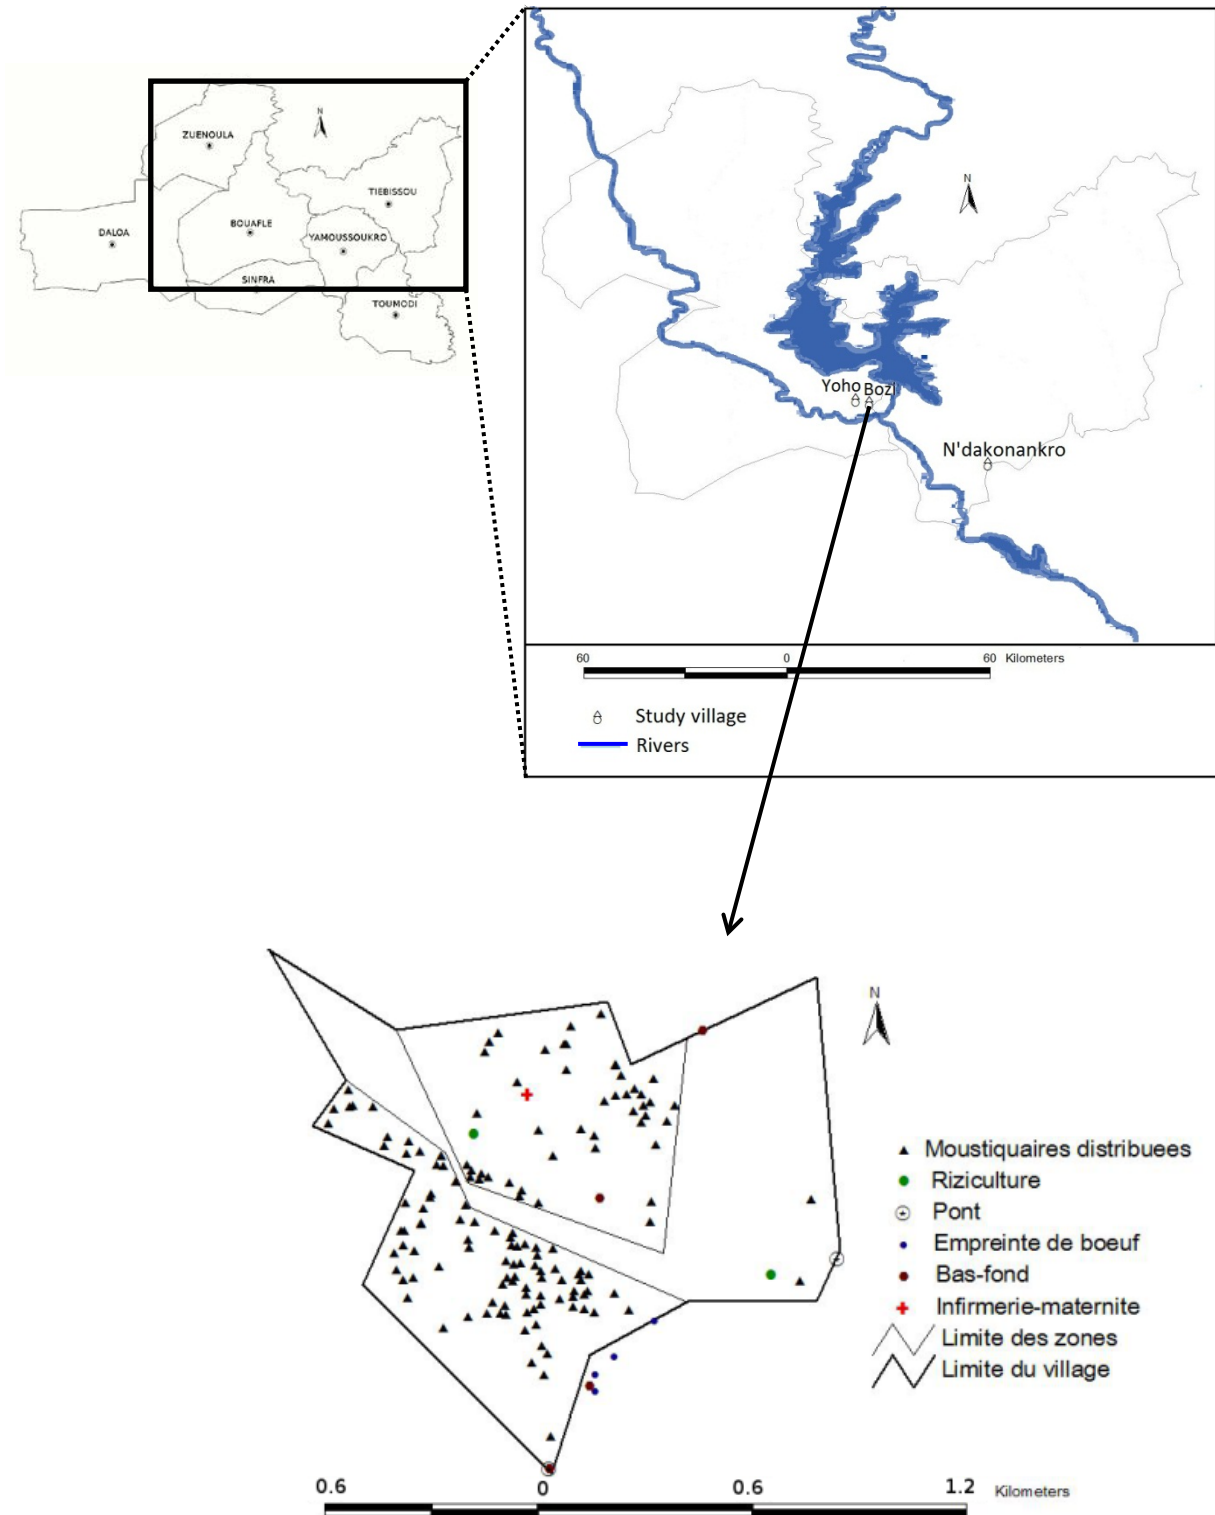 N
ZUENOULA
TIEBISSOU
BOUAFLE
DALOA
YAMOUSSOUKRO
SINFRA
TOUMODI
N
Yoho
Bozi
N'dakonankro
60 0 60 Kilometers
Study village
Rivers
N
Moustiquaires distribuees
Riziculture
Pont
Empreinte de boeuf
Bas-fond
Infirmerie-maternite
Limite des zones
Limite du village
0.6 0 0.6 1.2 Kilometers